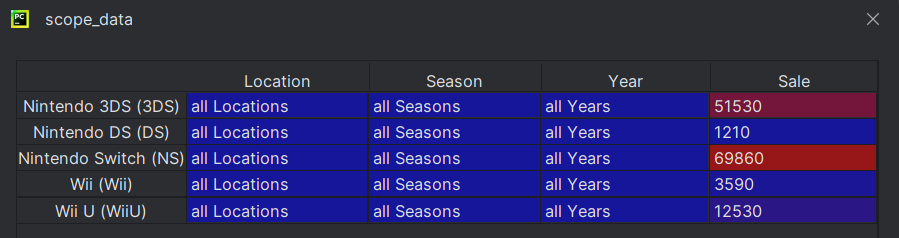 PC scope_data
Location Season Year Sale
Nintendo 3DS (3DS) all Locations all Seasons all Years 51530
Nintendo DS (DS) all Locations all Seasons all Years 1210
Nintendo Switch (NS) all Locations all Seasons all Years 69860
Wii (Wii) all Locations all Seasons all Years 3590
Wii U (WiiU) all Locations all Seasons all Years 12530